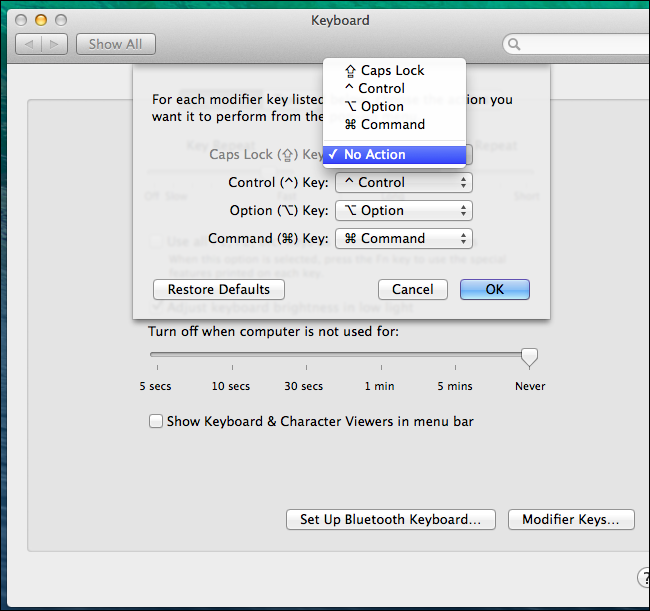 Keyboard
Show All
⇪ Caps Lock
^ Control
⌥ Option
⌘ Command
✓ No Action
For each modifier key listed
the action you
want it to perform from the
Key Repeat
Repeat
Caps Lock (⇪) Key
Control (^) Key: ^ Control
Option (⌥) Key: ⌥ Option
Command (⌘) Key: ⌘ Command
Off Slow
Short
Use all
When this option is selected, press the Fn key to use the special
features printed on each key.
Restore Defaults Cancel OK
Adjust keyboard brightness in low light
Turn off when computer is not used for:
5 secs 10 secs 30 secs 1 min 5 mins Never
Show Keyboard & Character Viewers in menu bar
Set Up Bluetooth Keyboard... Modifier Keys...
?